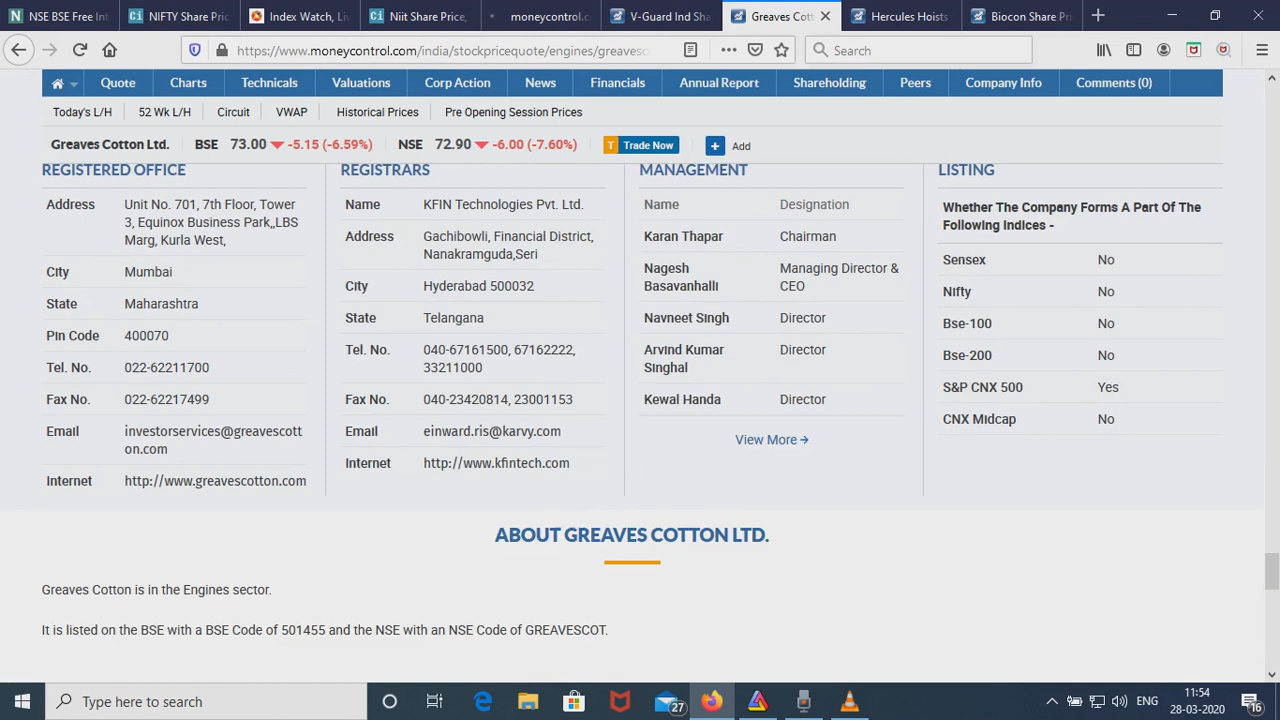 NSE BSE Free Int
NIFTY Share Pric
Index Watch, Liv
Niit Share Price,
moneycontrol.co
V-Guard Ind Sha
Greaves Cott
Hercules Hoists
Biocon Share Pri
https://www.moneycontrol.com/india/stockpricequote/engines/greavesc
Search
Quote
Charts
Technicals
Valuations
Corp Action
News
Financials
Annual Report
Shareholding
Peers
Company Info
Comments (0)
Today's L/H
52 Wk L/H
Circuit
VWAP
Historical Prices
Pre Opening Session Prices
Greaves Cotton Ltd. BSE 73.00 -5.15 (-6.59%) NSE 72.90 -6.00 (-7.60%) T Trade Now + Add
REGISTERED OFFICE
Address Unit No. 701, 7th Floor, Tower
3, Equinox Business Park,,LBS
Marg, Kurla West,
City Mumbai
State Maharashtra
Pin Code 400070
Tel. No. 022-62211700
Fax No. 022-62217499
Email investorservices@greavescott
on.com
Internet http://www.greavescotton.com
REGISTRARS
Name KFIN Technologies Pvt. Ltd.
Address Gachibowli, Financial District,
Nanakramguda,Seri
City Hyderabad 500032
State Telangana
Tel. No. 040-67161500, 67162222,
33211000
Fax No. 040-23420814, 23001153
Email einward.ris@karvy.com
Internet http://www.kfintech.com
MANAGEMENT
Name Designation
Karan Thapar Chairman
Nagesh Managing Director &
Basavanhalli CEO
Navneet Singh Director
Arvind Kumar Director
Singhal
Kewal Handa Director
View More
LISTING
Whether The Company Forms A Part Of The
Following Indices -
Sensex No
Nifty No
Bse-100 No
Bse-200 No
S&P CNX 500 Yes
CNX Midcap No
ABOUT GREAVES COTTON LTD.
Greaves Cotton is in the Engines sector.
It is listed on the BSE with a BSE Code of 501455 and the NSE with an NSE Code of GREAVESCOT.
Type here to search
27
ENG
11:54
28-03-2020
16